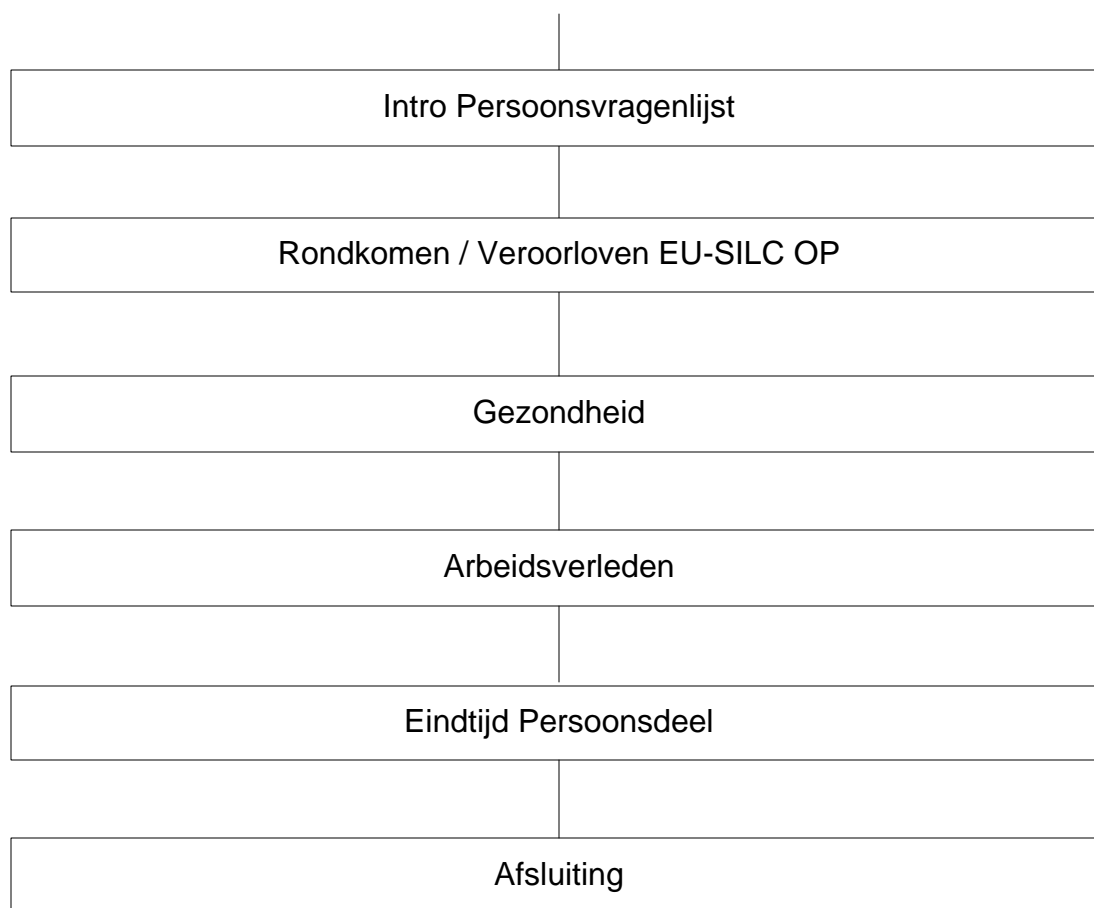 Intro Persoonsvragenlijst
Rondkomen / Veroorloven EU-SILC OP
Gezondheid
Arbeidsverleden
Eindtijd Persoonsdeel
Afsluiting